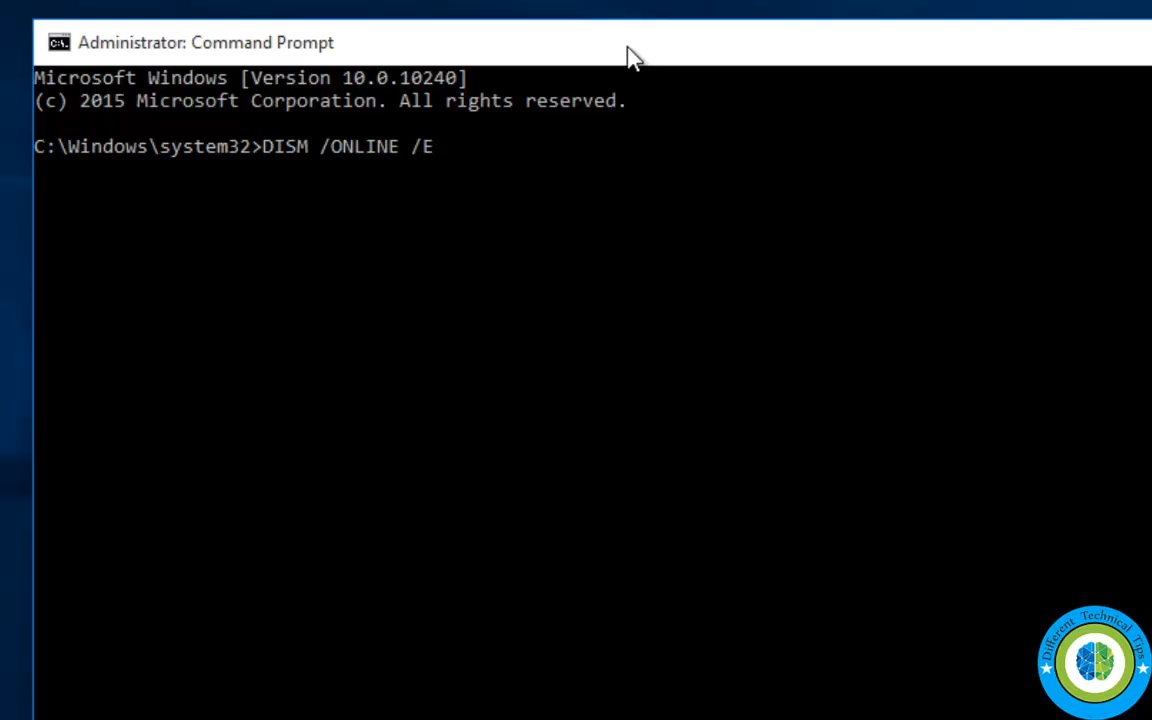 Administrator: Command Prompt
Microsoft Windows [Version 10.0.10240]
(c) 2015 Microsoft Corporation. All rights reserved.
C:\Windows\system32>DISM /ONLINE /E
Different Technical Tips